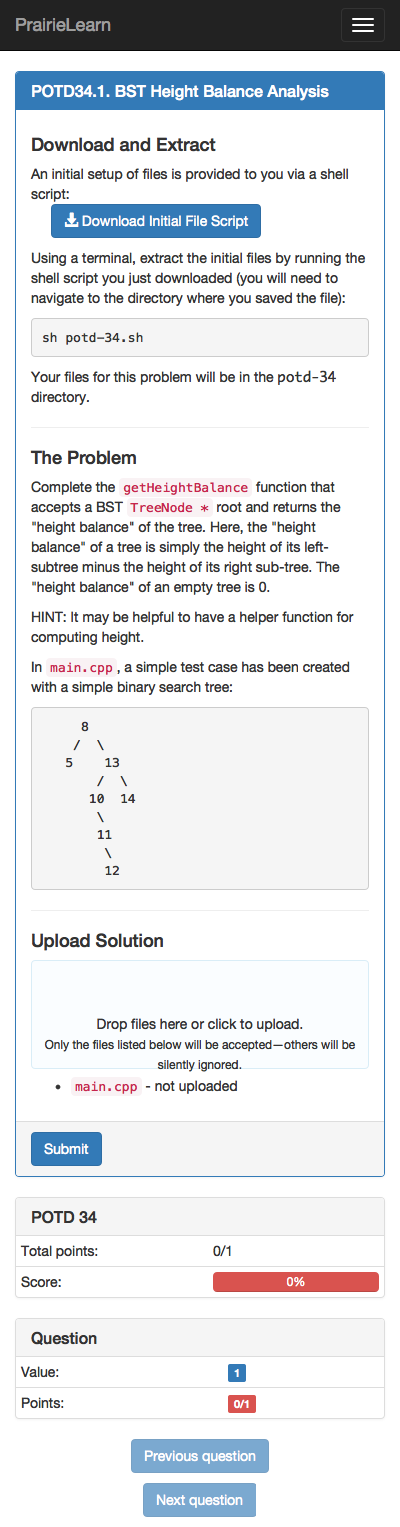 PrairieLearn
POTD34.1. BST Height Balance Analysis
Download and Extract
An initial setup of files is provided to you via a shell
script:
Download Initial File Script
Using a terminal, extract the initial files by running the
shell script you just downloaded (you will need to
navigate to the directory where you saved the file):
sh potd-34.sh
Your files for this problem will be in the potd-34
directory.
The Problem
Complete the getHeightBalance function that
accepts a BST TreeNode * root and returns the
"height balance" of the tree. Here, the "height
balance" of a tree is simply the height of its left-
subtree minus the height of its right sub-tree. The
"height balance" of an empty tree is 0.
HINT: It may be helpful to have a helper function for
computing height.
In main.cpp, a simple test case has been created
with a simple binary search tree:
8
/ \
5 13
/ \
10 14
\
11
\
12
Upload Solution
Drop files here or click to upload.
Only the files listed below will be accepted—others will be
silently ignored.
• main.cpp - not uploaded
Submit
POTD 34
Total points: 0/1
Score: 0%
Question
Value: 1
Points: 0/1
Previous question
Next question